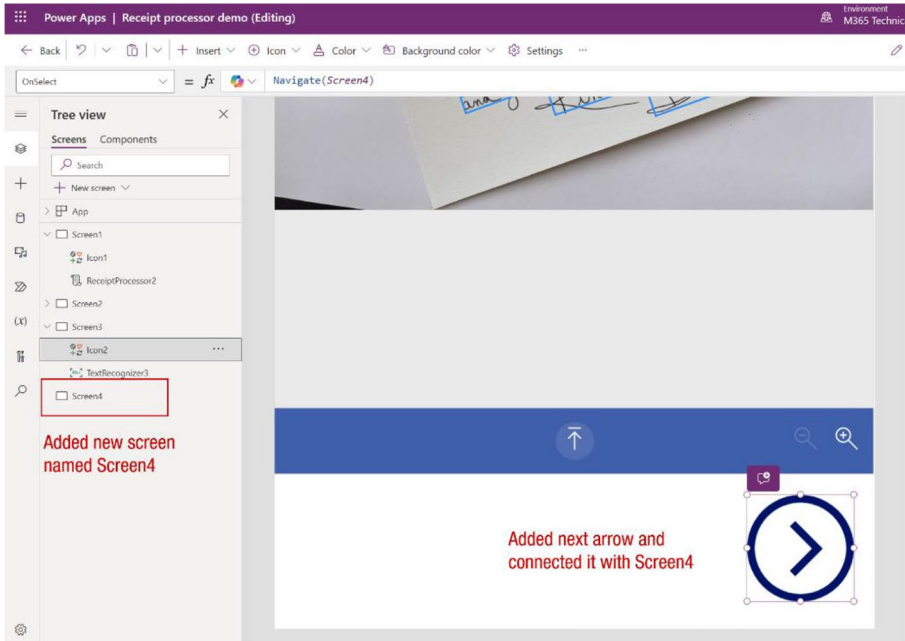 Power Apps | Receipt processor demo (Editing)
Environment
M365 Technic
Back
Insert
Icon
Color
Background color
Settings
OnSelect
= fx
Navigate(Screen4)
Tree view
Screens Components
Search
New screen
App
Screen1
Icon1
ReceiptProcessor2
Screen2
Screen3
Icon2
TextRecognizer3
Screen4
(x)
and
Added new screen
named Screen4
Added next arrow and
connected it with Screen4